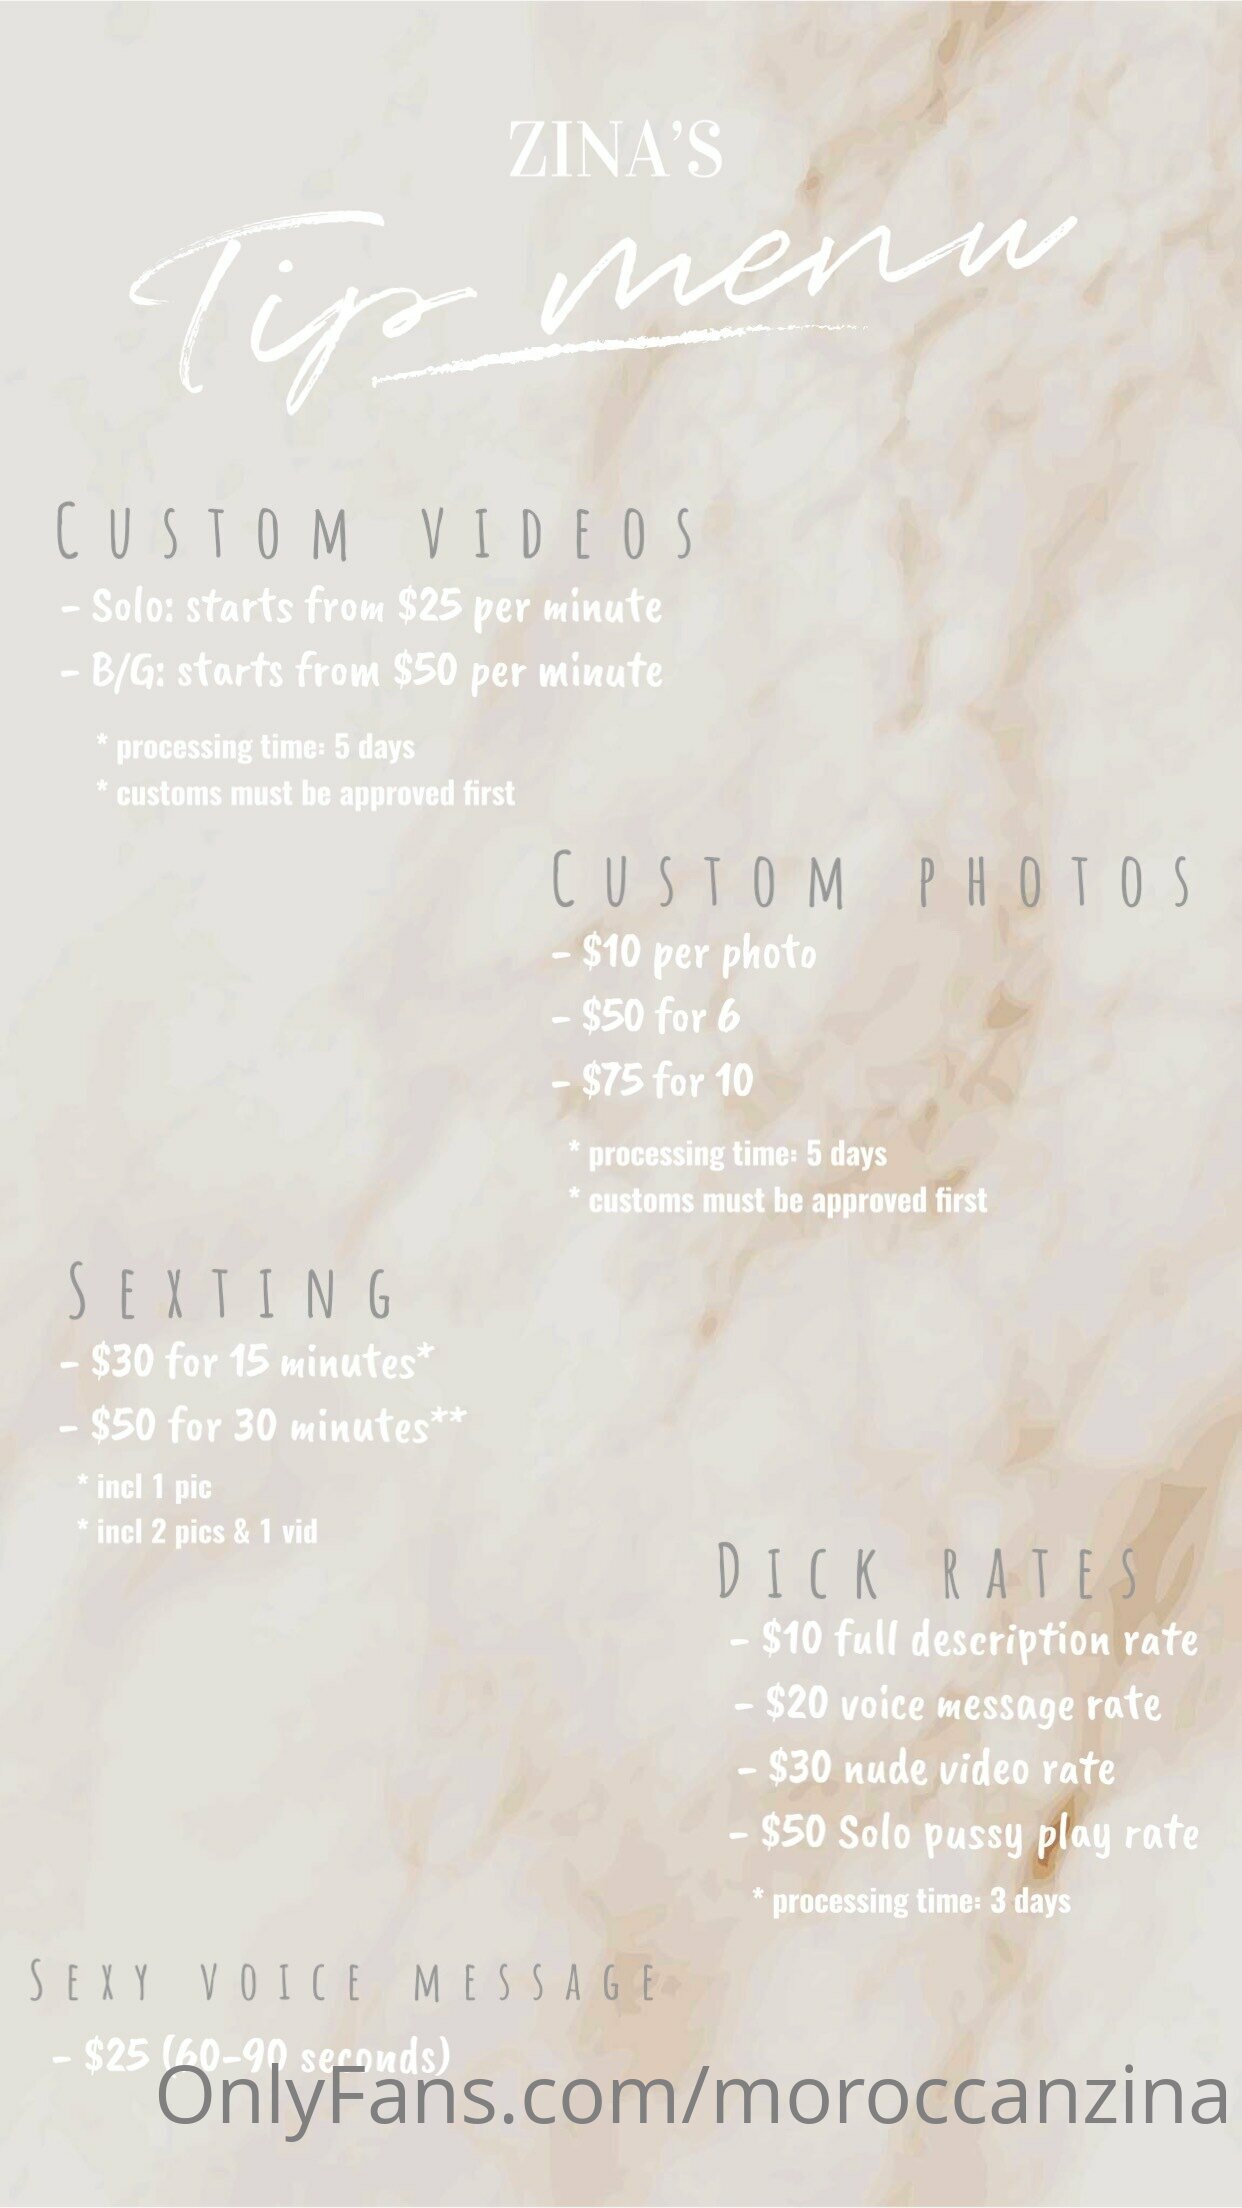 ZINA'S
Tip menu
Custom videos
- Solo: starts from $25 per minute
- B/G: starts from $50 per minute
* processing time: 5 days
* customs must be approved first
Custom photos
- $10 per photo
- $50 for 6
- $75 for 10
* processing time: 5 days
* customs must be approved first
Sexting
- $30 for 15 minutes*
- $50 for 30 minutes**
* incl 1 pic
* incl 2 pics & 1 vid
Dick rates
- $10 full description rate
- $20 voice message rate
- $30 nude video rate
- $50 Solo pussy play rate
* processing time: 3 days
Sexy voice message
- $25 (60-90 seconds)
OnlyFans.com/moroccanzina